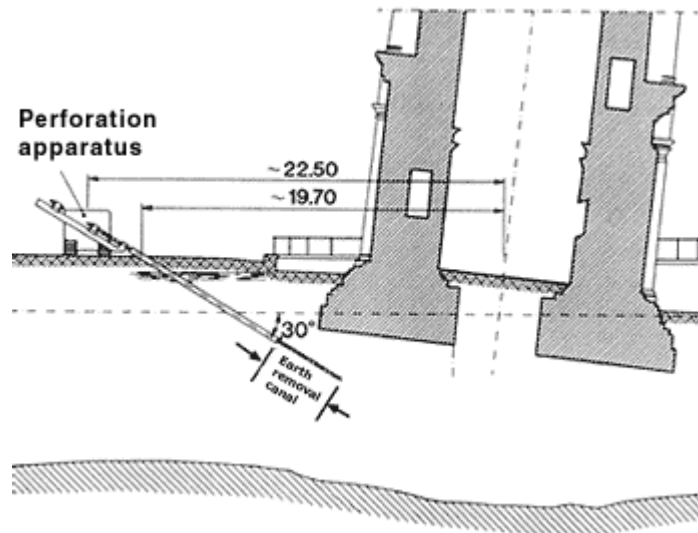 Perforation
apparatus
~22.50
~19.70
30°
Earth
removal
canal